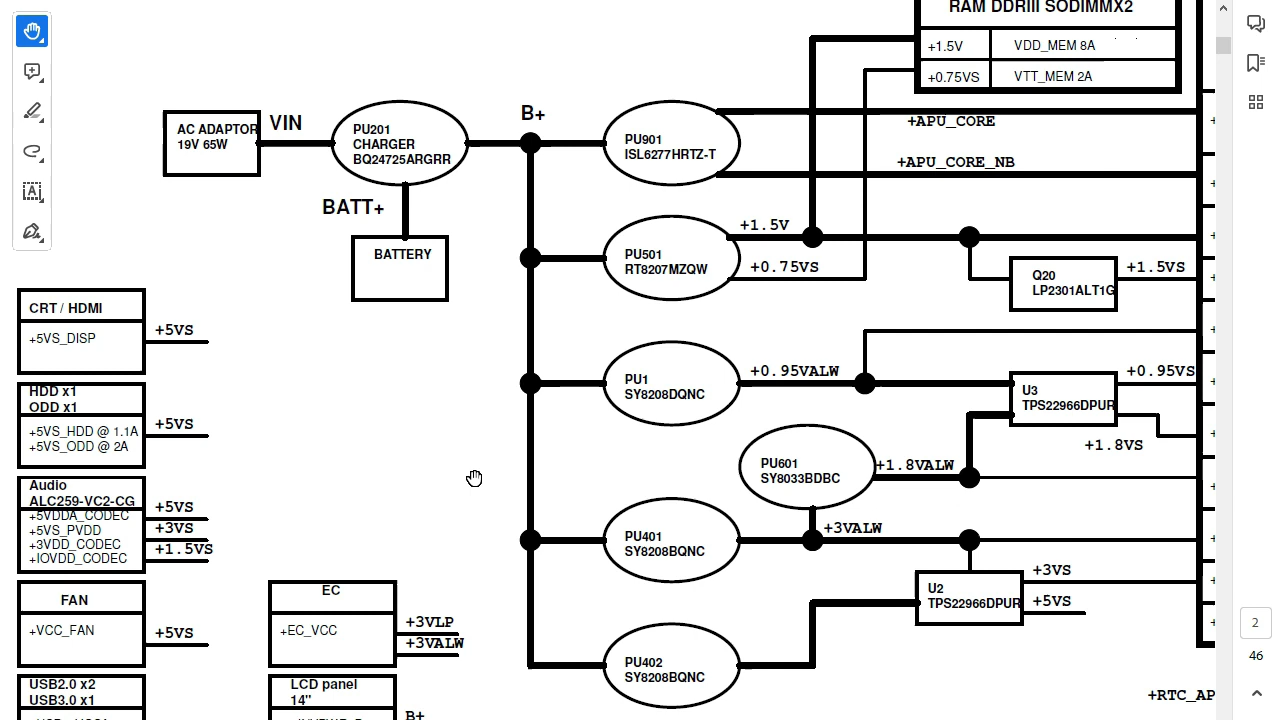 RAM DDRIII SODIMMX2
+1.5V VDD_MEM 8A
+0.75VS VTT_MEM 2A
AC ADAPTOR
19V 65W
VIN
PU201
CHARGER
BQ24725ARGRR
B+
BATT+
BATTERY
PU901
ISL6277HRTZ-T
+APU_CORE
+APU_CORE_NB
PU501
RT8207MZQW
+1.5V
+0.75VS
Q20
LP2301ALT1G
+1.5VS
PU1
SY8208DQNC
+0.95VALW
U3
TPS22966DPUR
+0.95VS
+1.8VS
PU601
SY8033BDBC
+1.8VALW
PU401
SY8208BQNC
+3VALW
U2
TPS22966DPUR
+3VS
+5VS
PU402
SY8208BQNC
+RTC_AP
CRT / HDMI
+5VS_DISP
+5VS
HDD x1
ODD x1
+5VS_HDD @ 1.1A
+5VS_ODD @ 2A
+5VS
Audio
ALC259-VC2-CG
+5VDDA_CODEC
+5VS_PVDD
+3VDD_CODEC
+IOVDD_CODEC
+5VS
+3VS
+1.5VS
FAN
+VCC_FAN
+5VS
EC
+EC_VCC
+3VLP
+3VALW
USB2.0 x2
USB3.0 x1
LCD panel
14"
B+
2
46